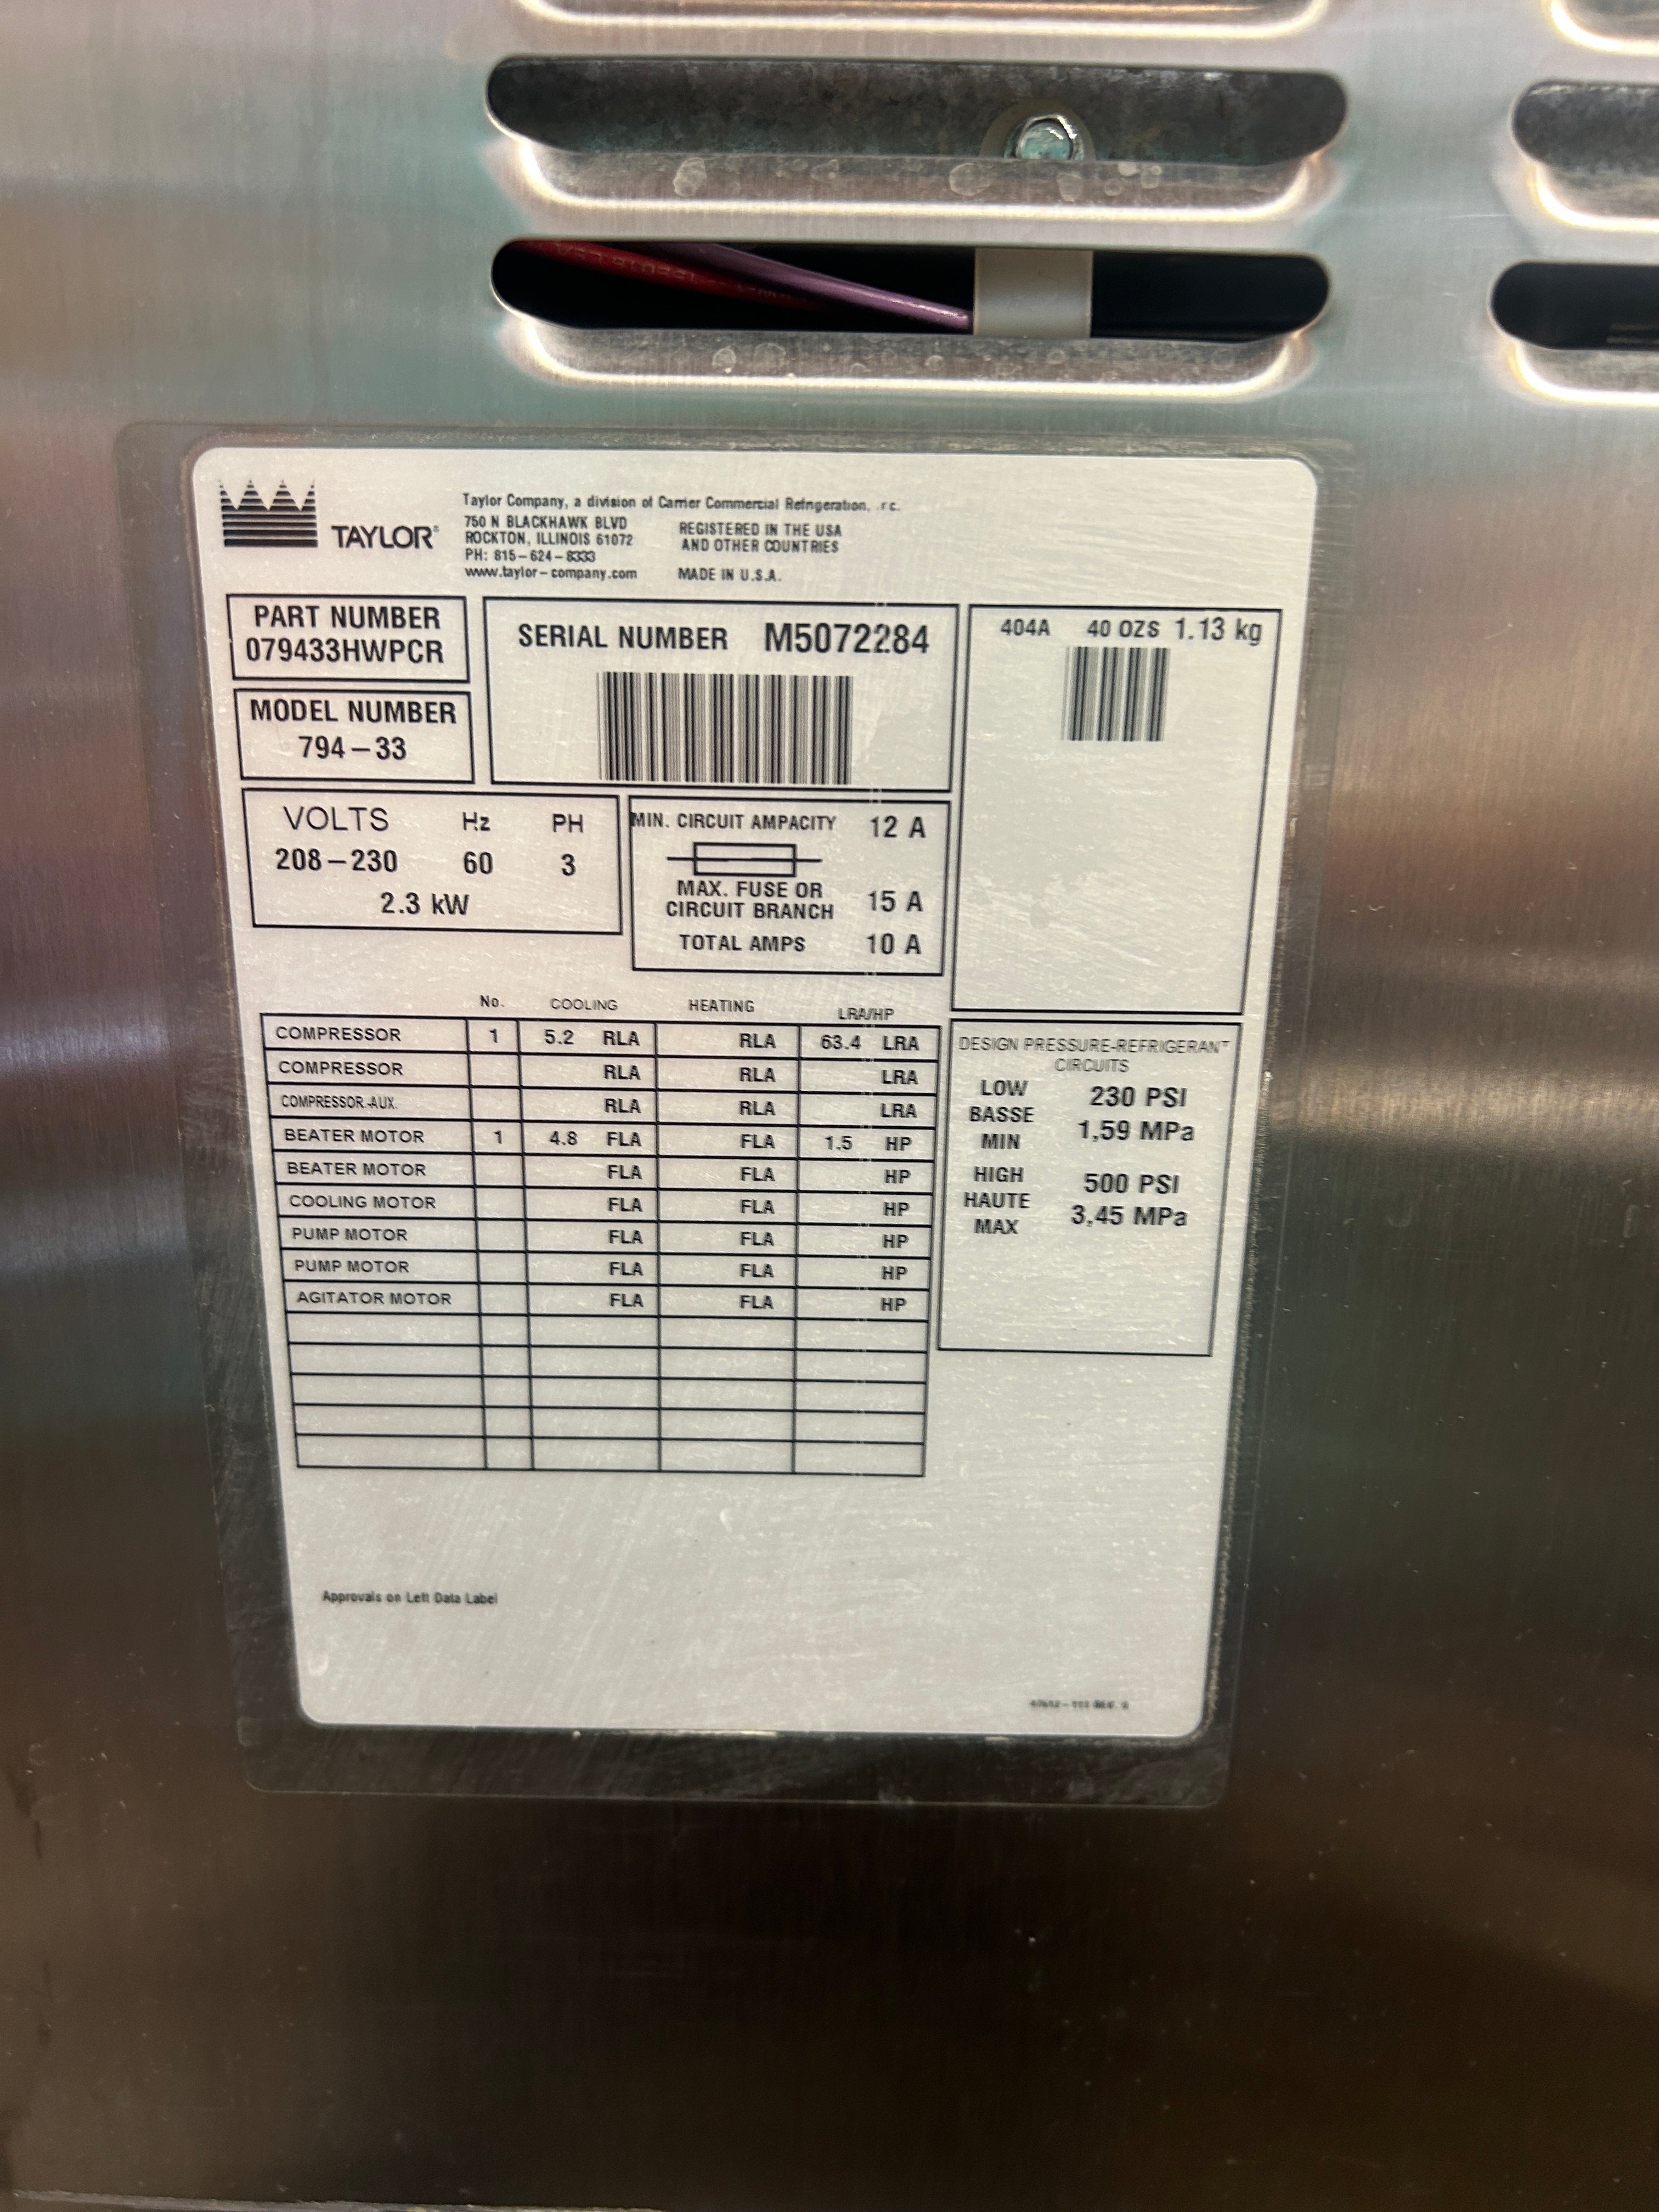 TAYLOR®
Taylor Company, a division of Carrier Commercial Refrigeration,
750 N BLACKHAWK BLVD
ROCKTON, ILLINOIS 61072
PH: 815-624-8333
www.taylor-company.com
REGISTERED IN THE USA
AND OTHER COUNTRIES
MADE IN U.S.A.
PART NUMBER
079433HWPCR
SERIAL NUMBER M5072284
404A 40 OZS 1.13 kg
MODEL NUMBER
794-33
VOLTS Hz PH
208-230 60 3
2.3 kW
MIN. CIRCUIT AMPACITY 12 A
MAX. FUSE OR
CIRCUIT BRANCH 15 A
TOTAL AMPS 10 A
No. COOLING HEATING LRA/HP
COMPRESSOR 1 5.2 RLA RLA 63.4 LRA
COMPRESSOR RLA RLA LRA
COMPRESSOR-AUX. RLA RLA LRA
BEATER MOTOR 1 4.8 FLA FLA 1.5 HP
BEATER MOTOR FLA FLA HP
COOLING MOTOR FLA FLA HP
PUMP MOTOR FLA FLA HP
PUMP MOTOR FLA FLA HP
AGITATOR MOTOR FLA FLA HP
DESIGN PRESSURE-REFRIGERANT
CIRCUITS
LOW 230 PSI
BASSE 1,59 MPa
MIN
HIGH 500 PSI
HAUTE 3,45 MPa
MAX
Approvals on Left Data Label